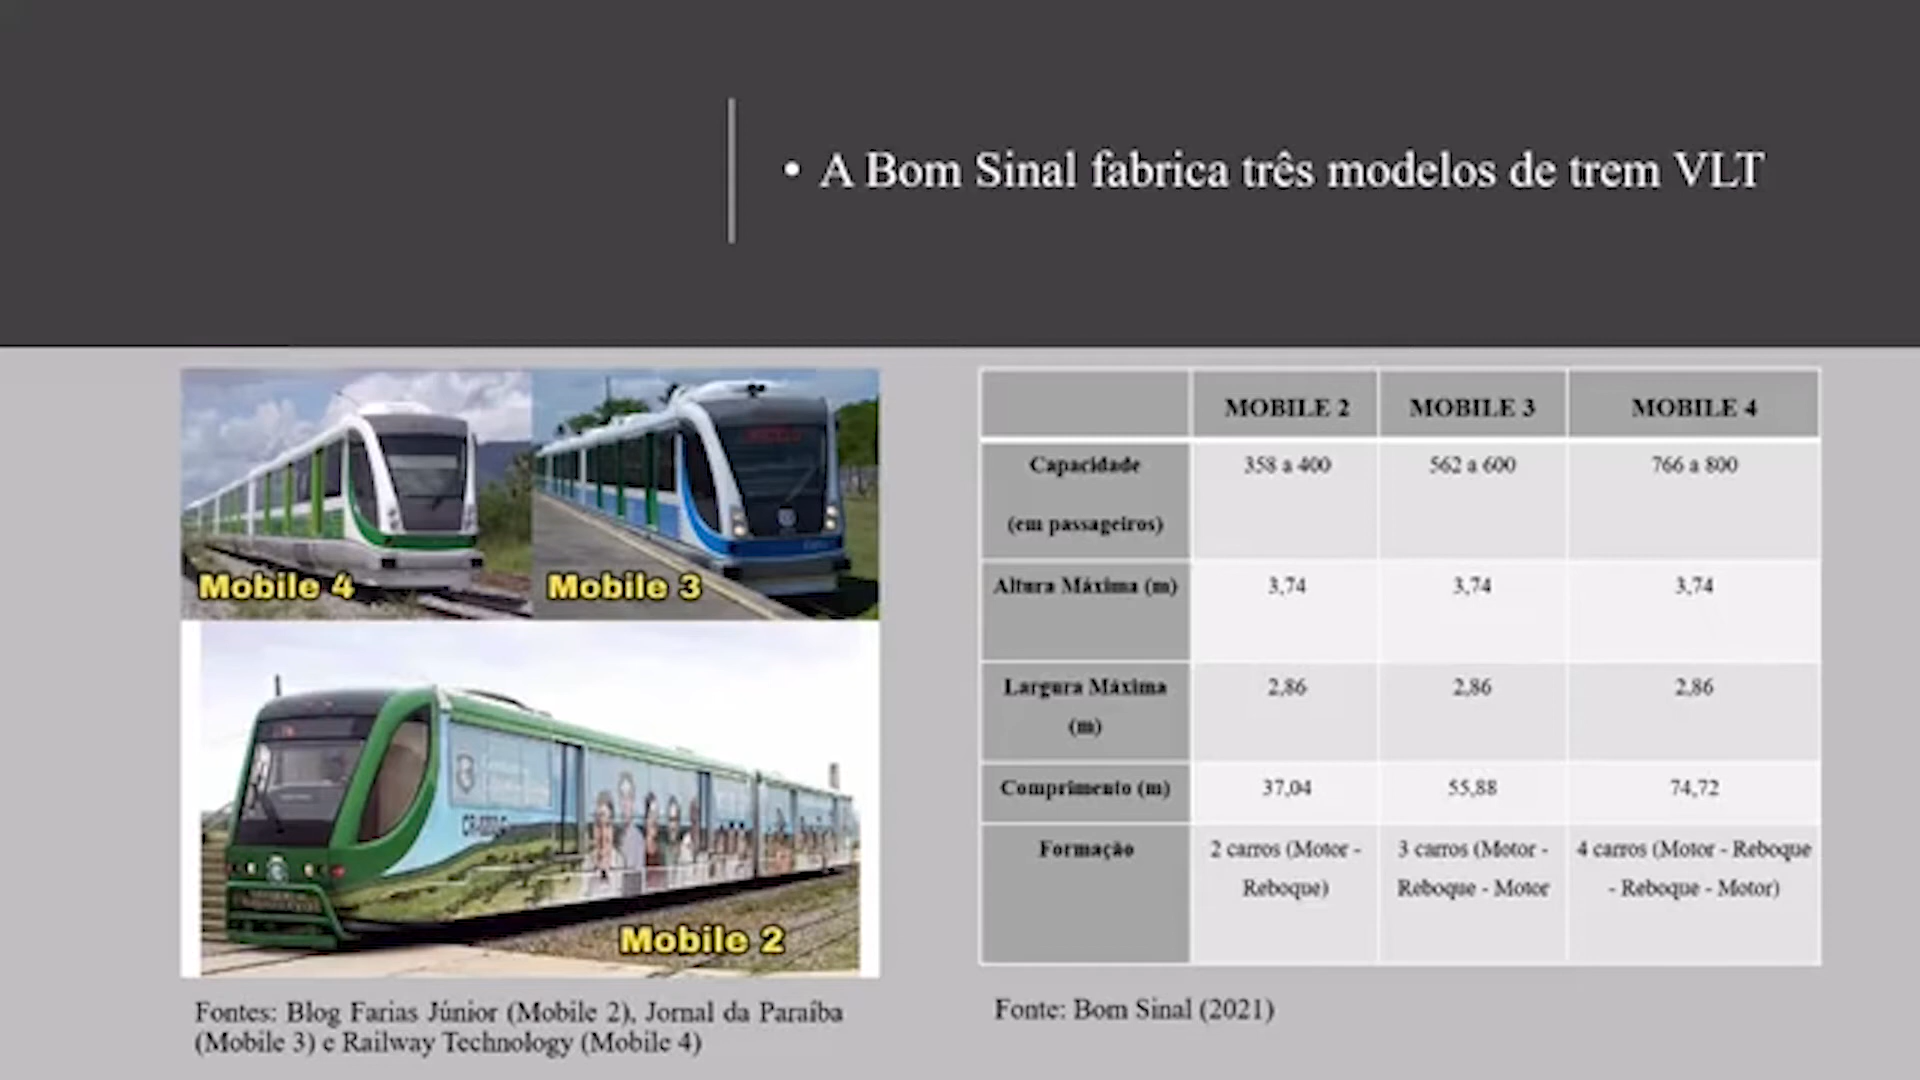 • A Bom Sinal fabrica três modelos de trem VLT
Mobile 4
Mobile 3
Mobile 2
Fontes: Blog Farias Júnior (Mobile 2), Jornal da Paraíba
(Mobile 3) e Railway Technology (Mobile 4)
MOBILE 2 MOBILE 3 MOBILE 4
Capacidade
(em passageiros) 358 a 400 562 a 600 766 a 800
Altura Máxima (m) 3,74 3,74 3,74
Largura Máxima
(m) 2,86 2,86 2,86
Comprimento (m) 37,04 55,88 74,72
Formação 2 carros (Motor - 3 carros (Motor - 4 carros (Motor - Reboque
Reboque) Reboque - Motor - Reboque - Motor)
Fonte: Bom Sinal (2021)